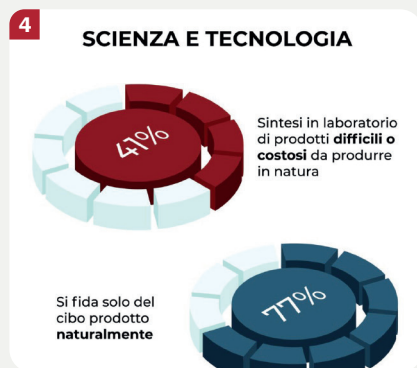 4
SCIENZA E TECNOLOGIA
41%
Sintesi in laboratorio
di prodotti difficili o
costosi da produrre
in natura
Si fida solo del
cibo prodotto
naturalmente
77%